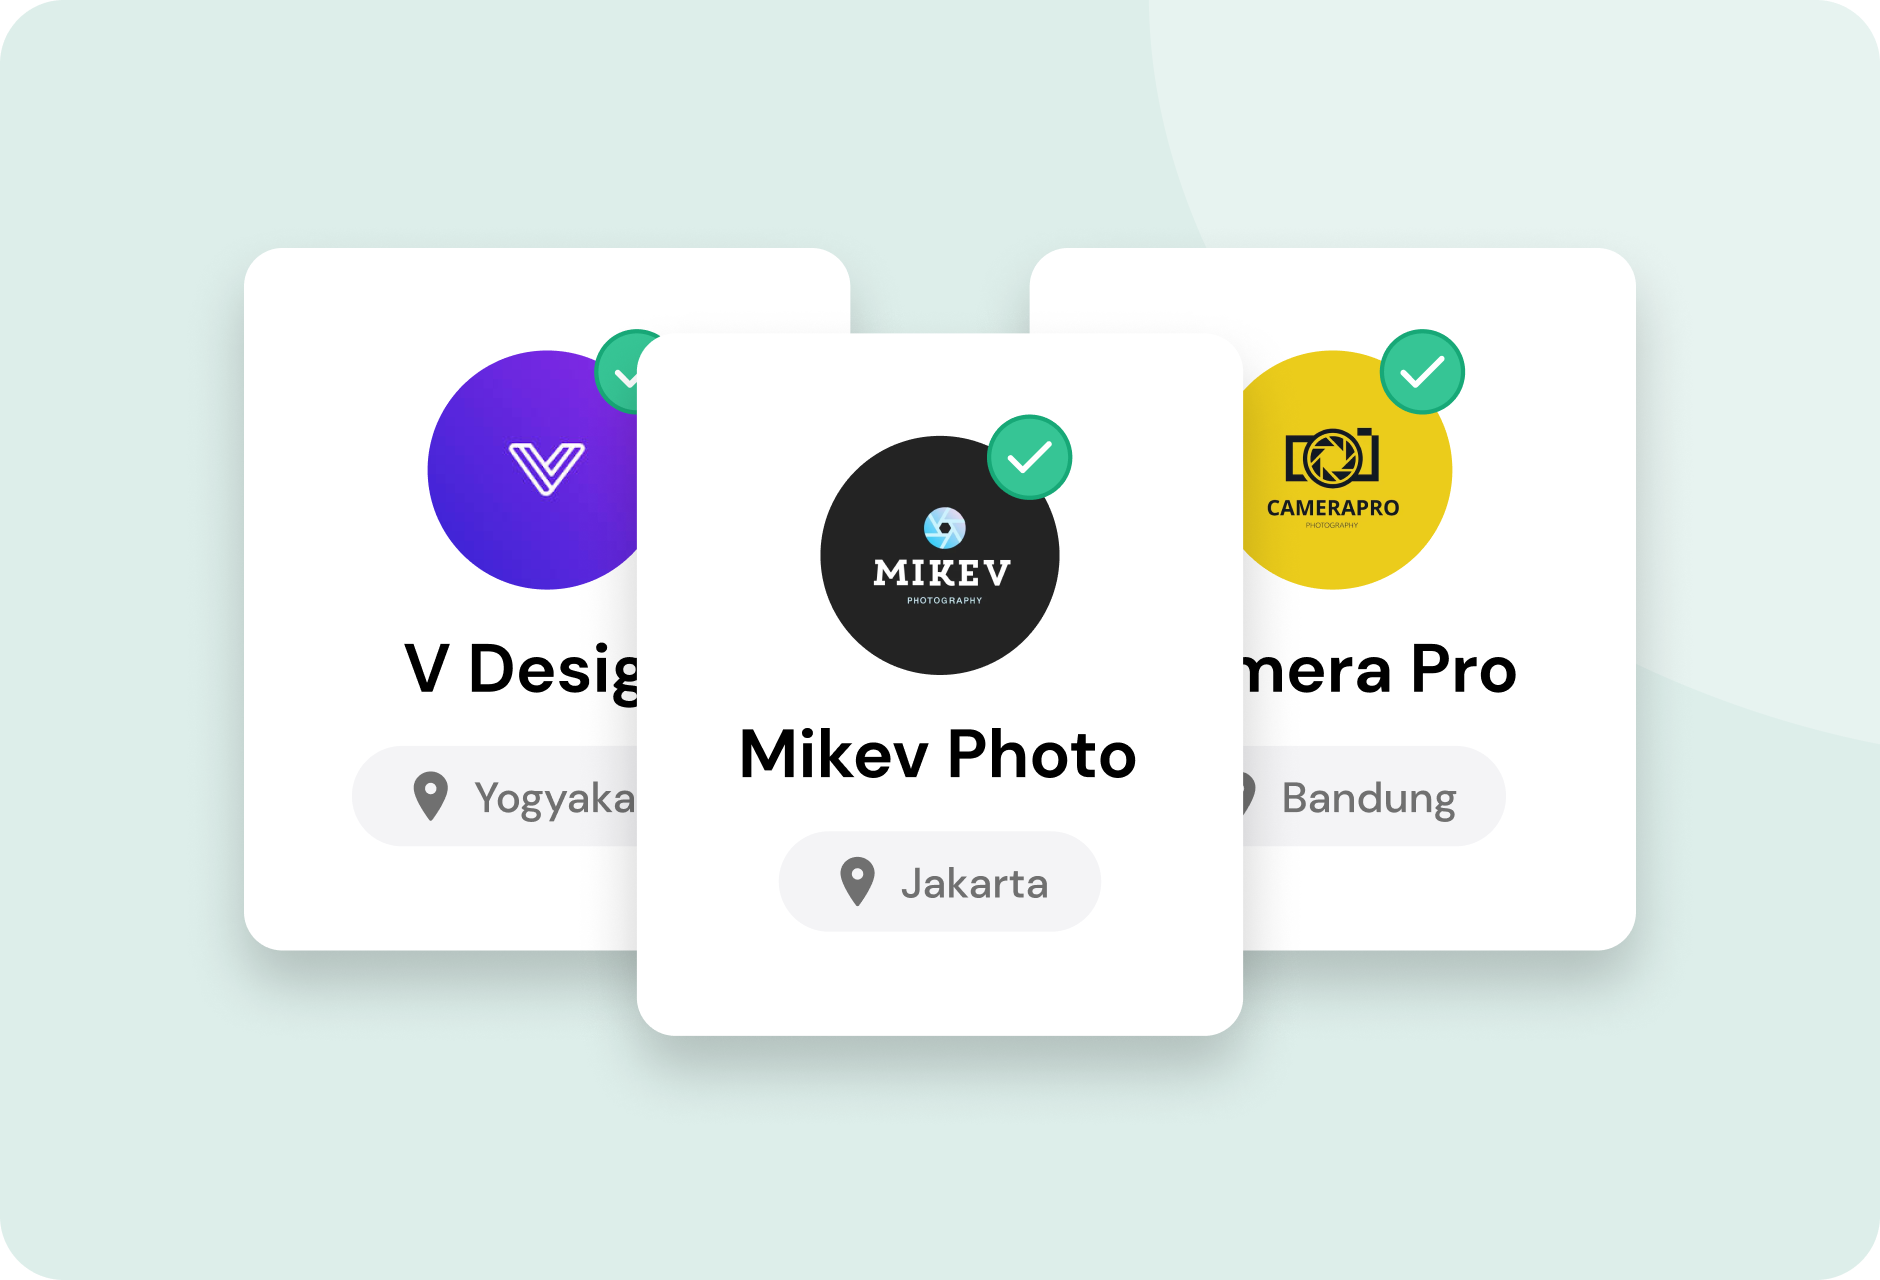 V Desig
Yogyaka
MIKEV
PHOTOGRAPHY
Mikev Photo
Jakarta
CAMERAPRO
PHOTOGRAPHY
mera Pro
Bandung